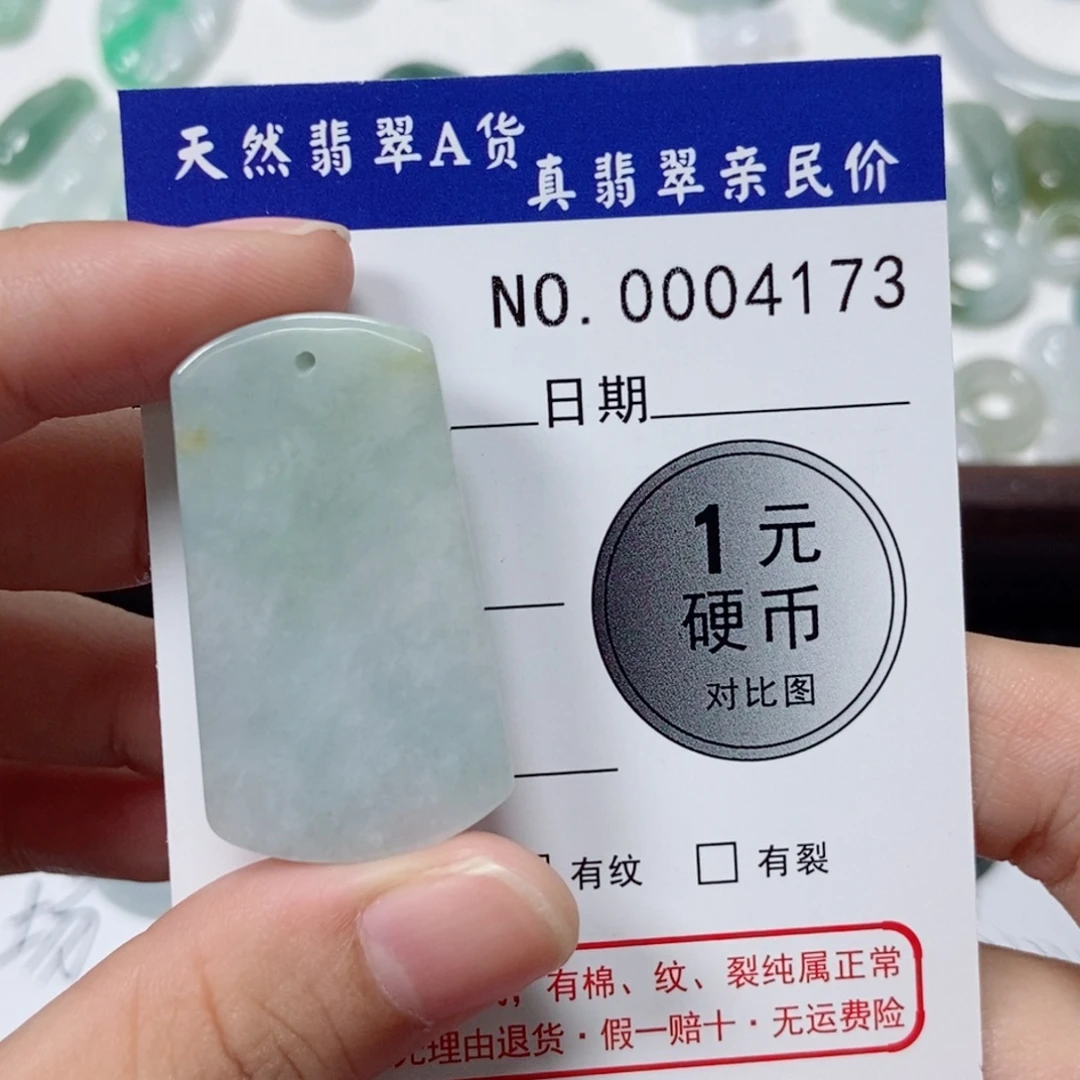 天然翡翠A货
真翡翠亲民价
NO. 0004173
日期
1元
硬币
对比图
有纹 有裂
有棉、纹、裂纯属正常
理由退货·假一赔十·无运费险